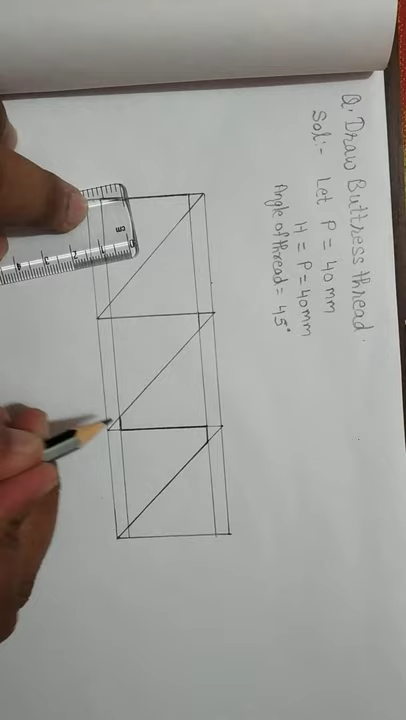 Q. Draw Buttress thread.
Sol:- Let P = 40 mm
H = P = 40mm
Angle of thread = 45°